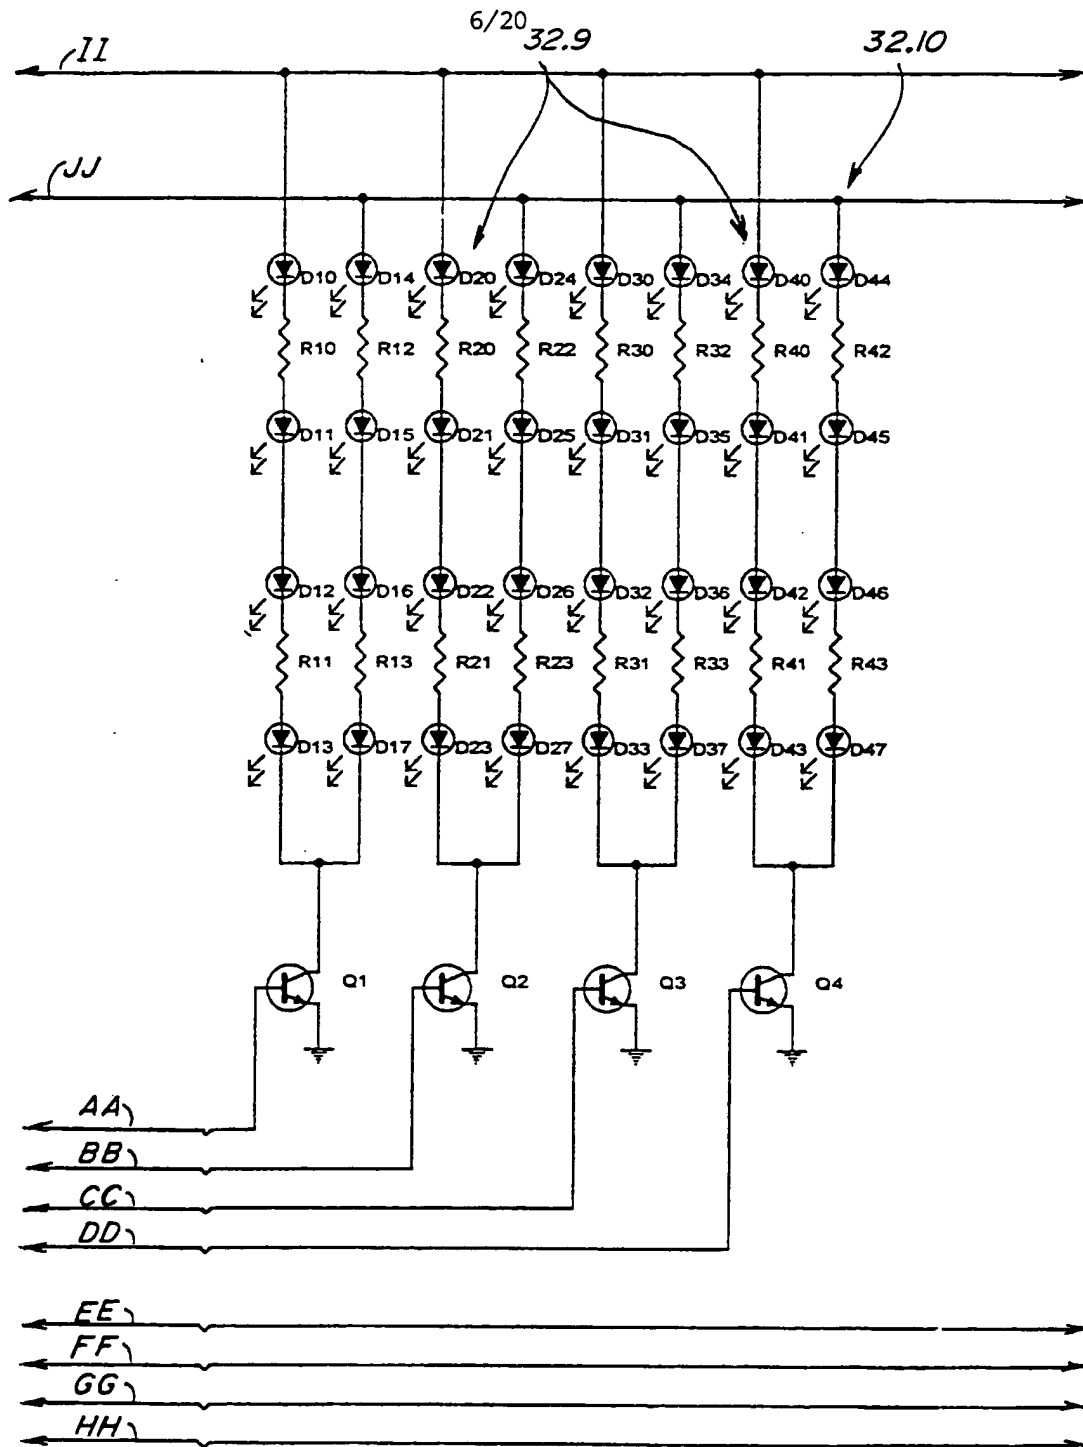 6/20
32.9
32.10
II
JJ
D10 D14 D20 D24 D30 D34 D40 D44
R10 R12 R20 R22 R30 R32 R40 R42
D11 D15 D21 D25 D31 D35 D41 D45
D12 D16 D22 D26 D32 D36 D42 D46
R11 R13 R21 R23 R31 R33 R41 R43
D13 D17 D23 D27 D33 D37 D43 D47
Q1 Q2 Q3 Q4
AA
BB
CC
DD
EE
FF
GG
HH